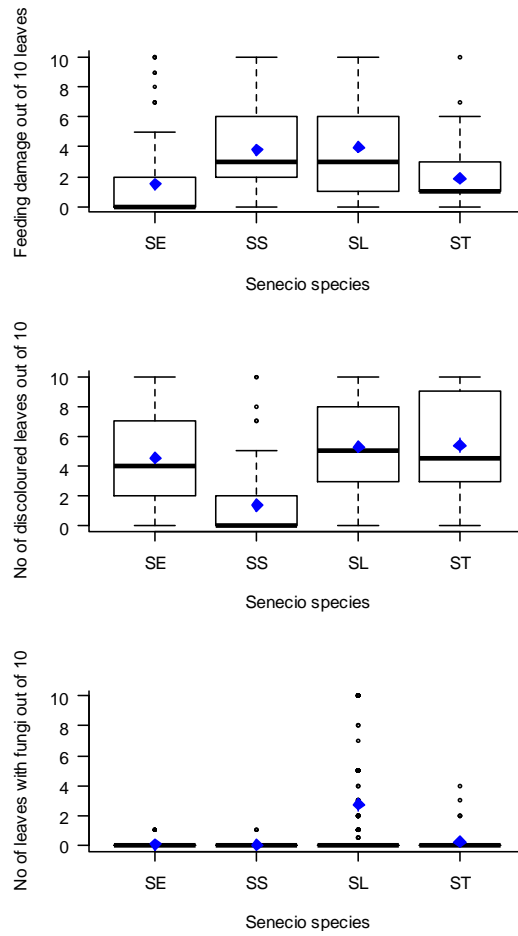 Feeding damage out of 10 leaves
10
8
6
4
2
0
SE SS SL ST
Senecio species
No of discoloured leaves out of 10
10
8
6
4
2
0
SE SS SL ST
Senecio species
No of leaves with fungi out of 10
10
8
6
4
2
0
SE SS SL ST
Senecio species